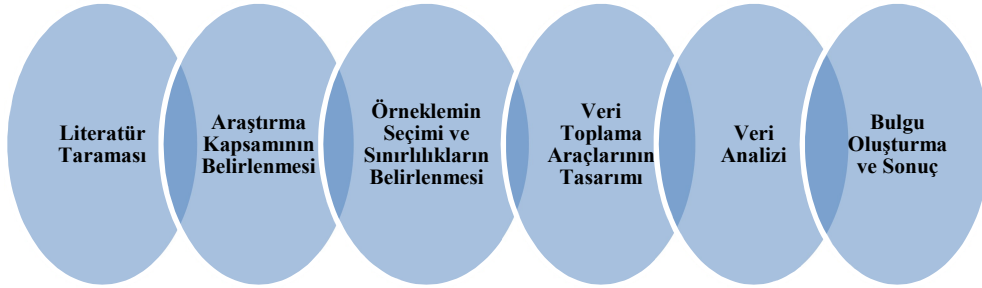 Literatür
Taraması
Araştırma
Kapsamının
Belirlenmesi
Örneklemin
Seçimi ve
Sınırlılıkların
Belirlenmesi
Veri
Toplama
Araçlarının
Tasarımı
Veri
Analizi
Bulgu
Oluşturma
ve Sonuç